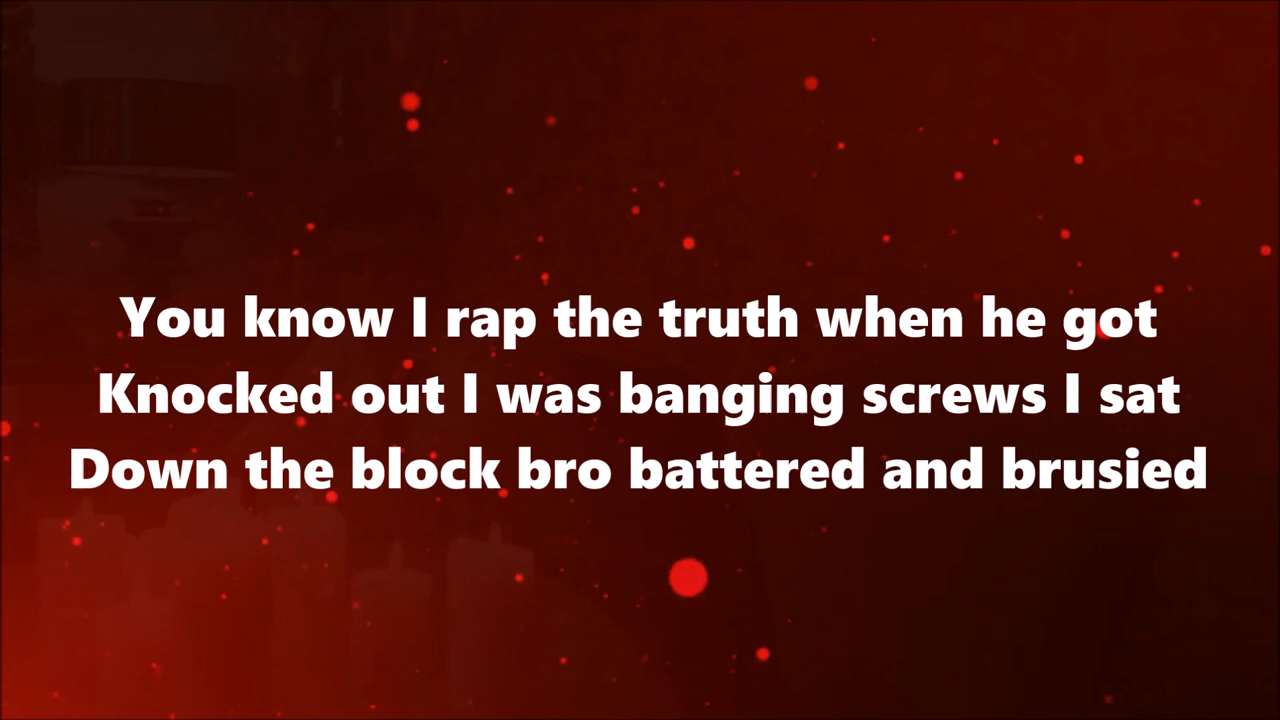 You know I rap the truth when he got
Knocked out I was banging screws I sat
Down the block bro battered and brusied